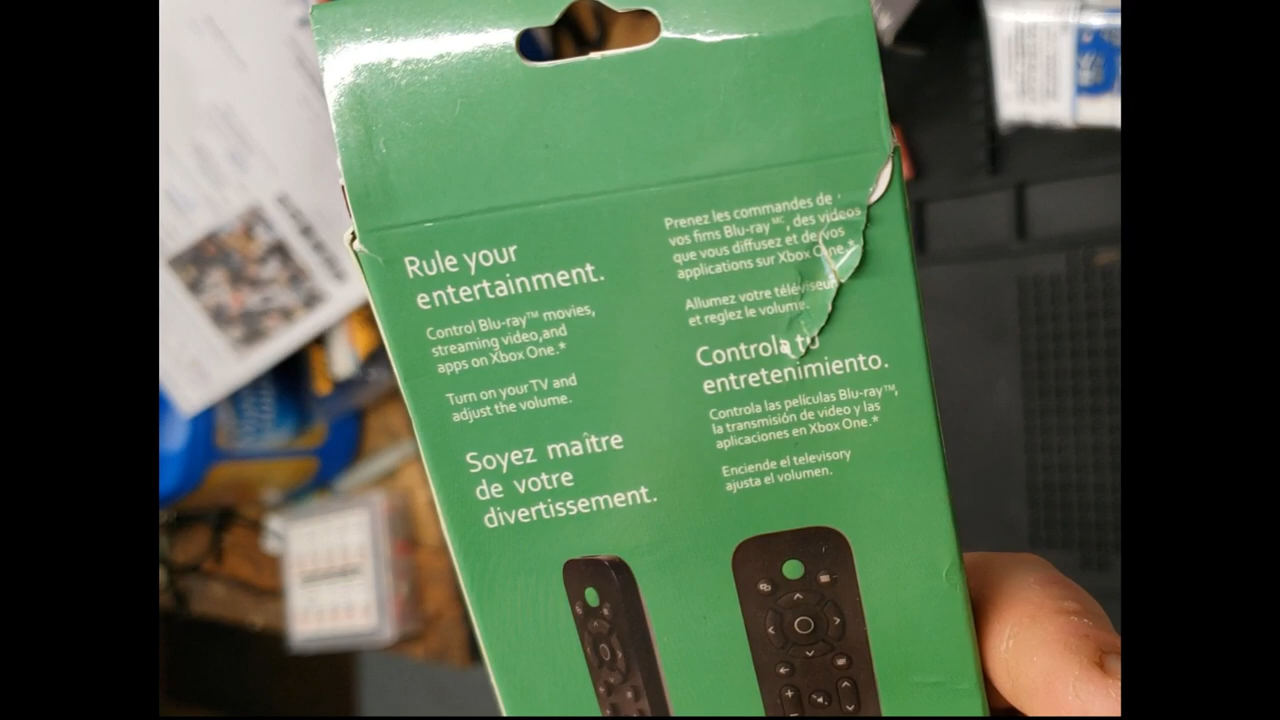 Rule your
entertainment.
Control Blu-ray™ movies,
streaming video,and
apps on Xbox One.*
Turn on your TV and
adjust the volume.
Soyez maître
de votre
divertissement.
Prenez les commandes de
vos fims Blu-ray MC, des videos
que vous diffusez et de vos
applications sur Xbox One.*
Allumez votre téléviseur
et reglez le volume.
Controla tu
entretenimiento.
Controla las películas Blu-ray™,
la transmisión de video y las
aplicaciones en Xbox One.*
Enciende el televisory
ajusta el volumen.